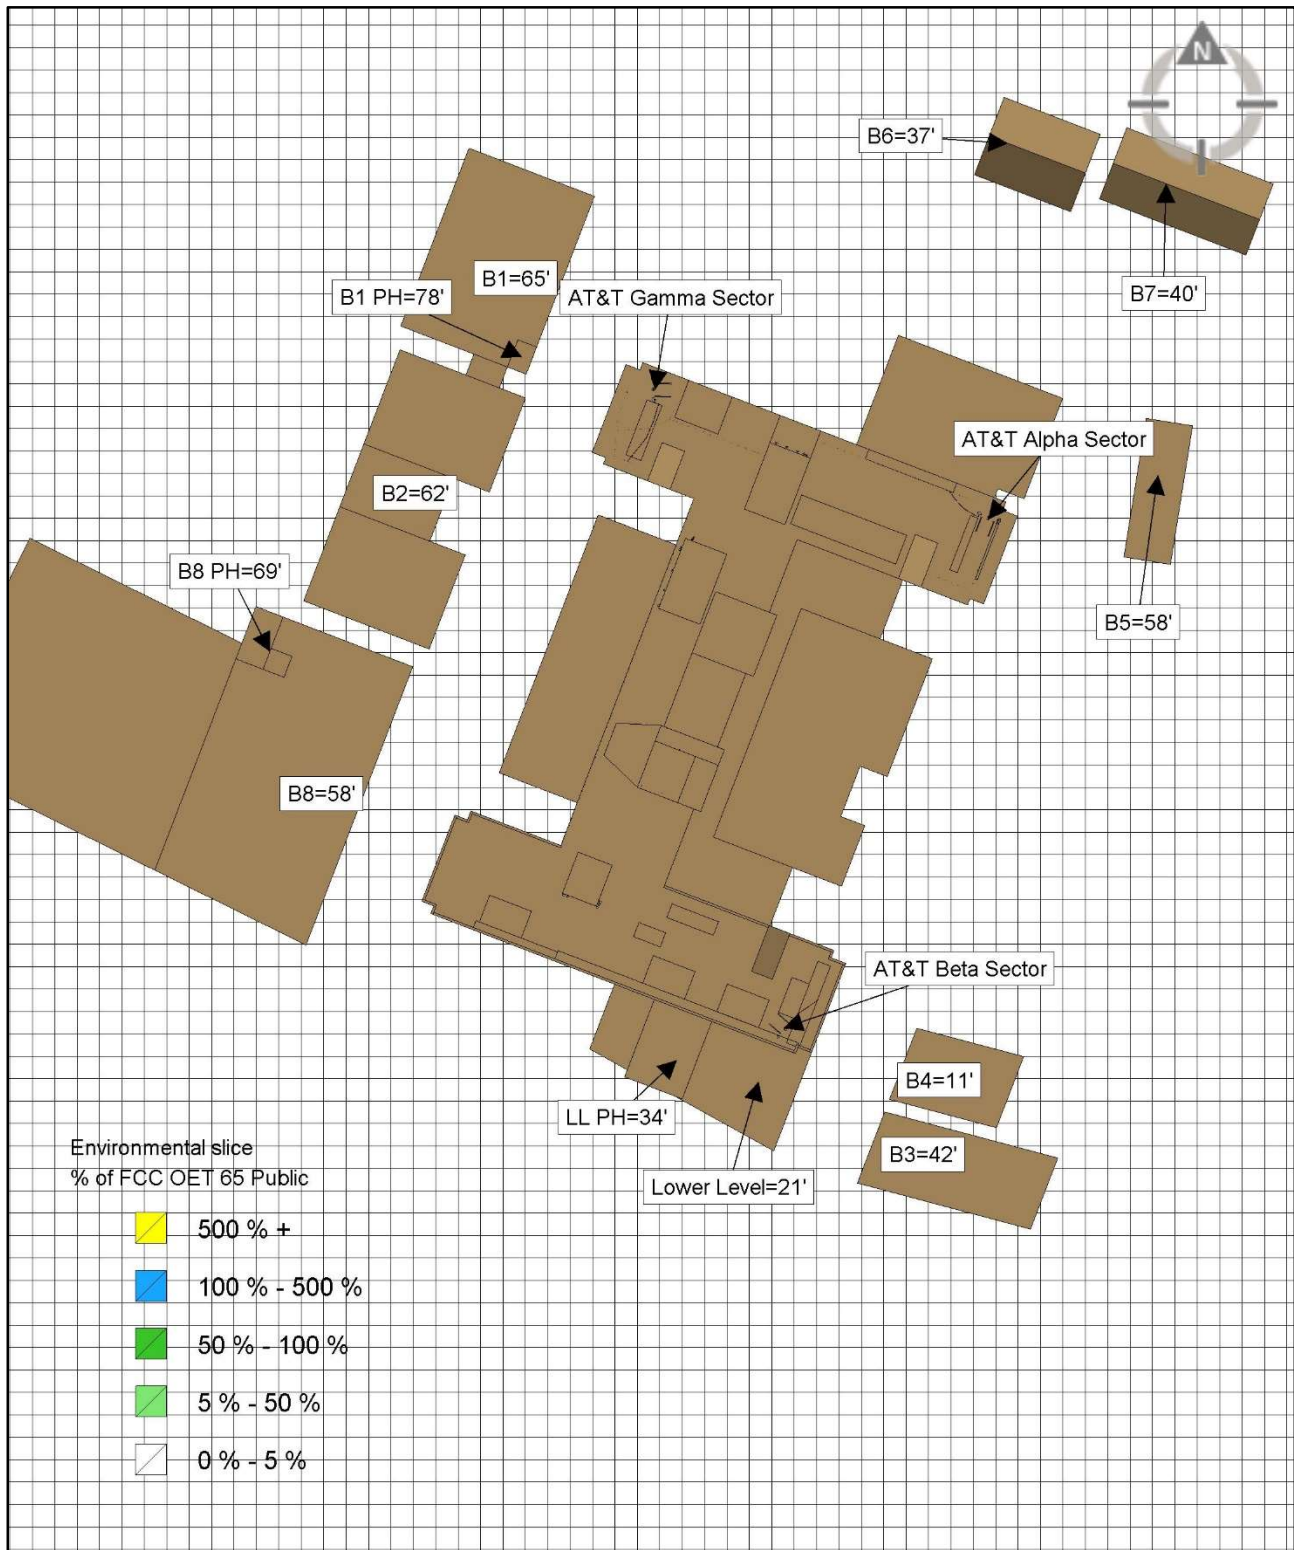 N
B6=37'
B7=40'
B1=65'
B1 PH=78'
AT&T Gamma Sector
AT&T Alpha Sector
B2=62'
B8 PH=69'
B5=58'
B8=58'
AT&T Beta Sector
B4=11'
LL PH=34'
B3=42'
Lower Level=21'
Environmental slice
% of FCC OET 65 Public
500 % +
100 % - 500 %
50 % - 100 %
5 % - 50 %
0 % - 5 %